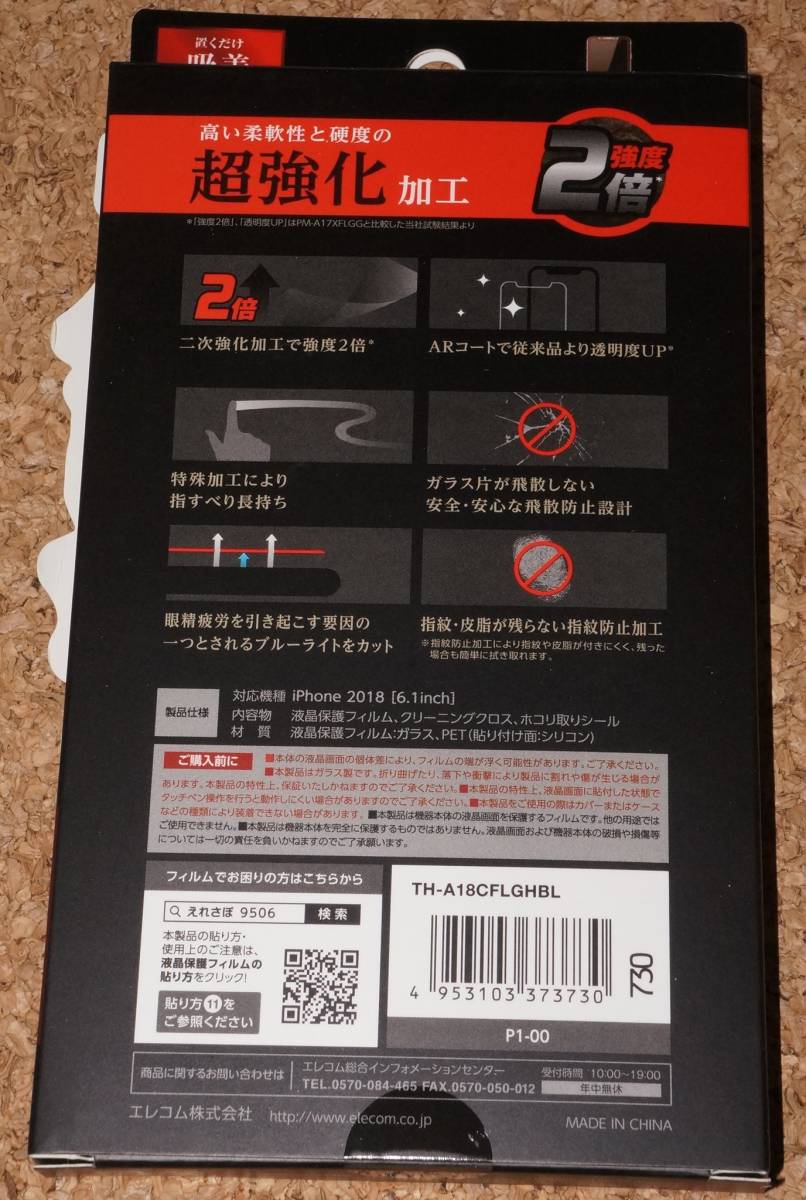 置くだけ
吸着
高い柔軟性と硬度の
超強化 加工
2倍 強度*
*「強度2倍」、「透明度UP」はPM-A17XFLGGと比較した当社試験結果より
2倍
二次強化加工で強度2倍*
ARコートで従来品より透明度UP*
特殊加工により
指すべり長持ち
ガラス片が飛散しない
安全・安心な飛散防止設計
眼精疲労を引き起こす要因の
一つとされるブルーライトをカット
指紋・皮脂が残らない指紋防止加工
※指紋防止加工により指紋や皮脂が付きにくく、残った
場合も簡単に拭き取れます。
製品仕様
対応機種 iPhone 2018 [6.1inch]
内容物 液晶保護フィルム、クリーニングクロス、ホコリ取りシール
材 質 液晶保護フィルム:ガラス、PET(貼り付け面:シリコン)
ご購入前に ■本体の液晶画面の個体差により、フィルムの端が浮く可能性があります。ご了承ください。
■本製品はガラス製です。折り曲げたり、落下や衝撃により製品に割れや傷が生じる場合が
あります。本製品の特性上、保証いたしかねますのでご了承ください。■本製品の特性上、液晶画面に貼付した状態で
タッチペン操作を行うと動作しにくい場合がありますのでご了承ください。■本製品をご使用の際はカバーまたはケース
などの種類により装着できない場合があります。■本製品は機器本体の液晶画面を保護するフィルムです。他の用途では
ご使用できません。■本製品は機器本体を完全に保護するものではありません。液晶画面および機器本体の破損や損傷等
については一切の責任を負いかねますのでご了承願います。
フィルムでお困りの方はこちらから
えれさぽ 9506 検索
本製品の貼り方・
使用上のご注意は、
液晶保護フィルムの
貼り方をクリック!
貼り方⑪を
ご参照ください
TH-A18CFLGHBL
4 953103 373730
730
P1-00
商品に関するお問い合わせは
エレコム総合インフォメーションセンター
TEL.0570-084-465 FAX.0570-050-012
受付時間 10:00~19:00
年中無休
エレコム株式会社 http://www.elecom.co.jp
MADE IN CHINA